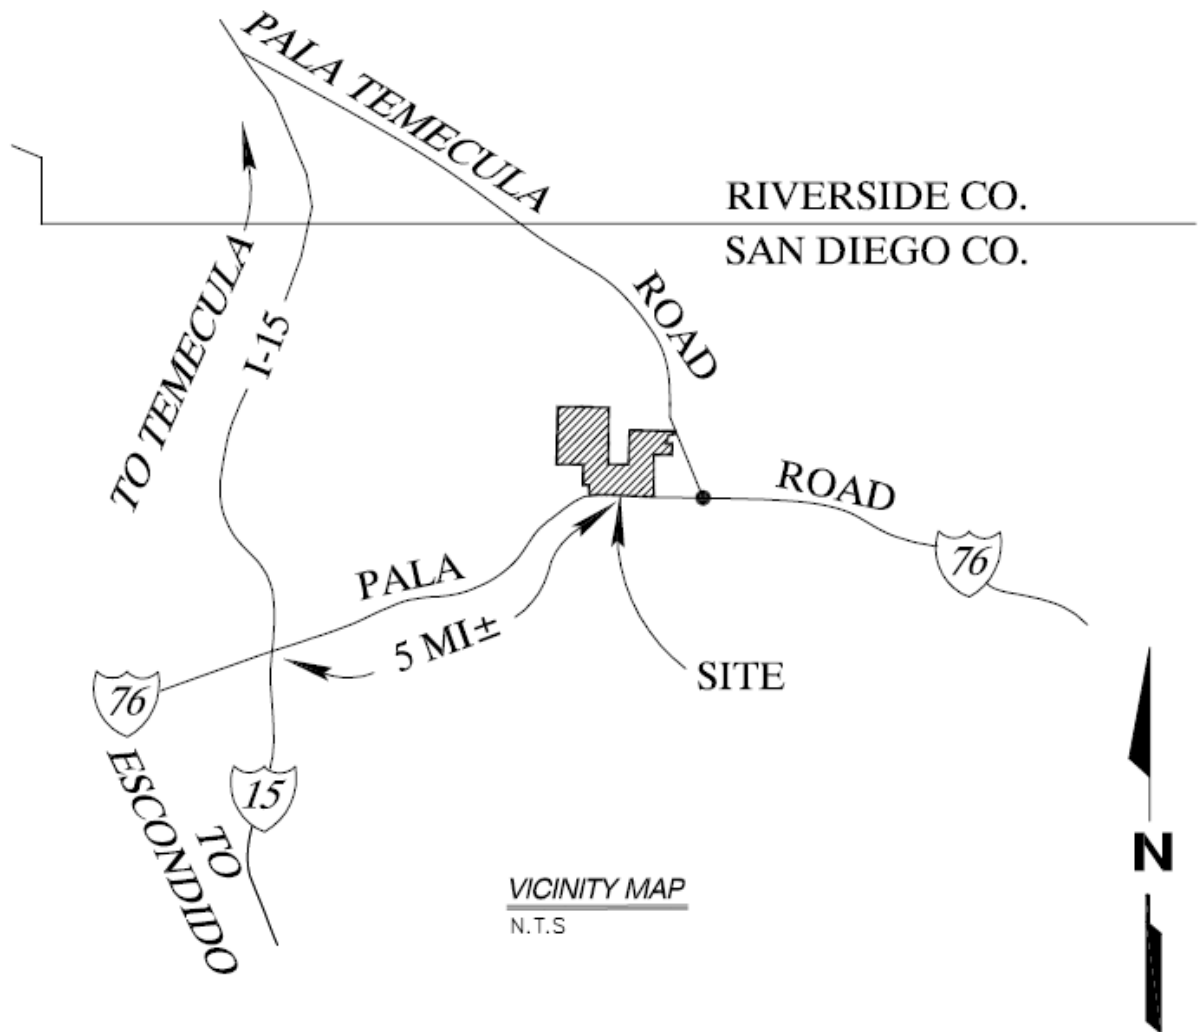 PALA TEMECULA
ROAD
RIVERSIDE CO.
SAN DIEGO CO.
TO TEMECULA
I-15
ROAD
76
PALA
5 MI±
SITE
76
15
TO
ESCONDIDO
N
VICINITY MAP
N.T.S